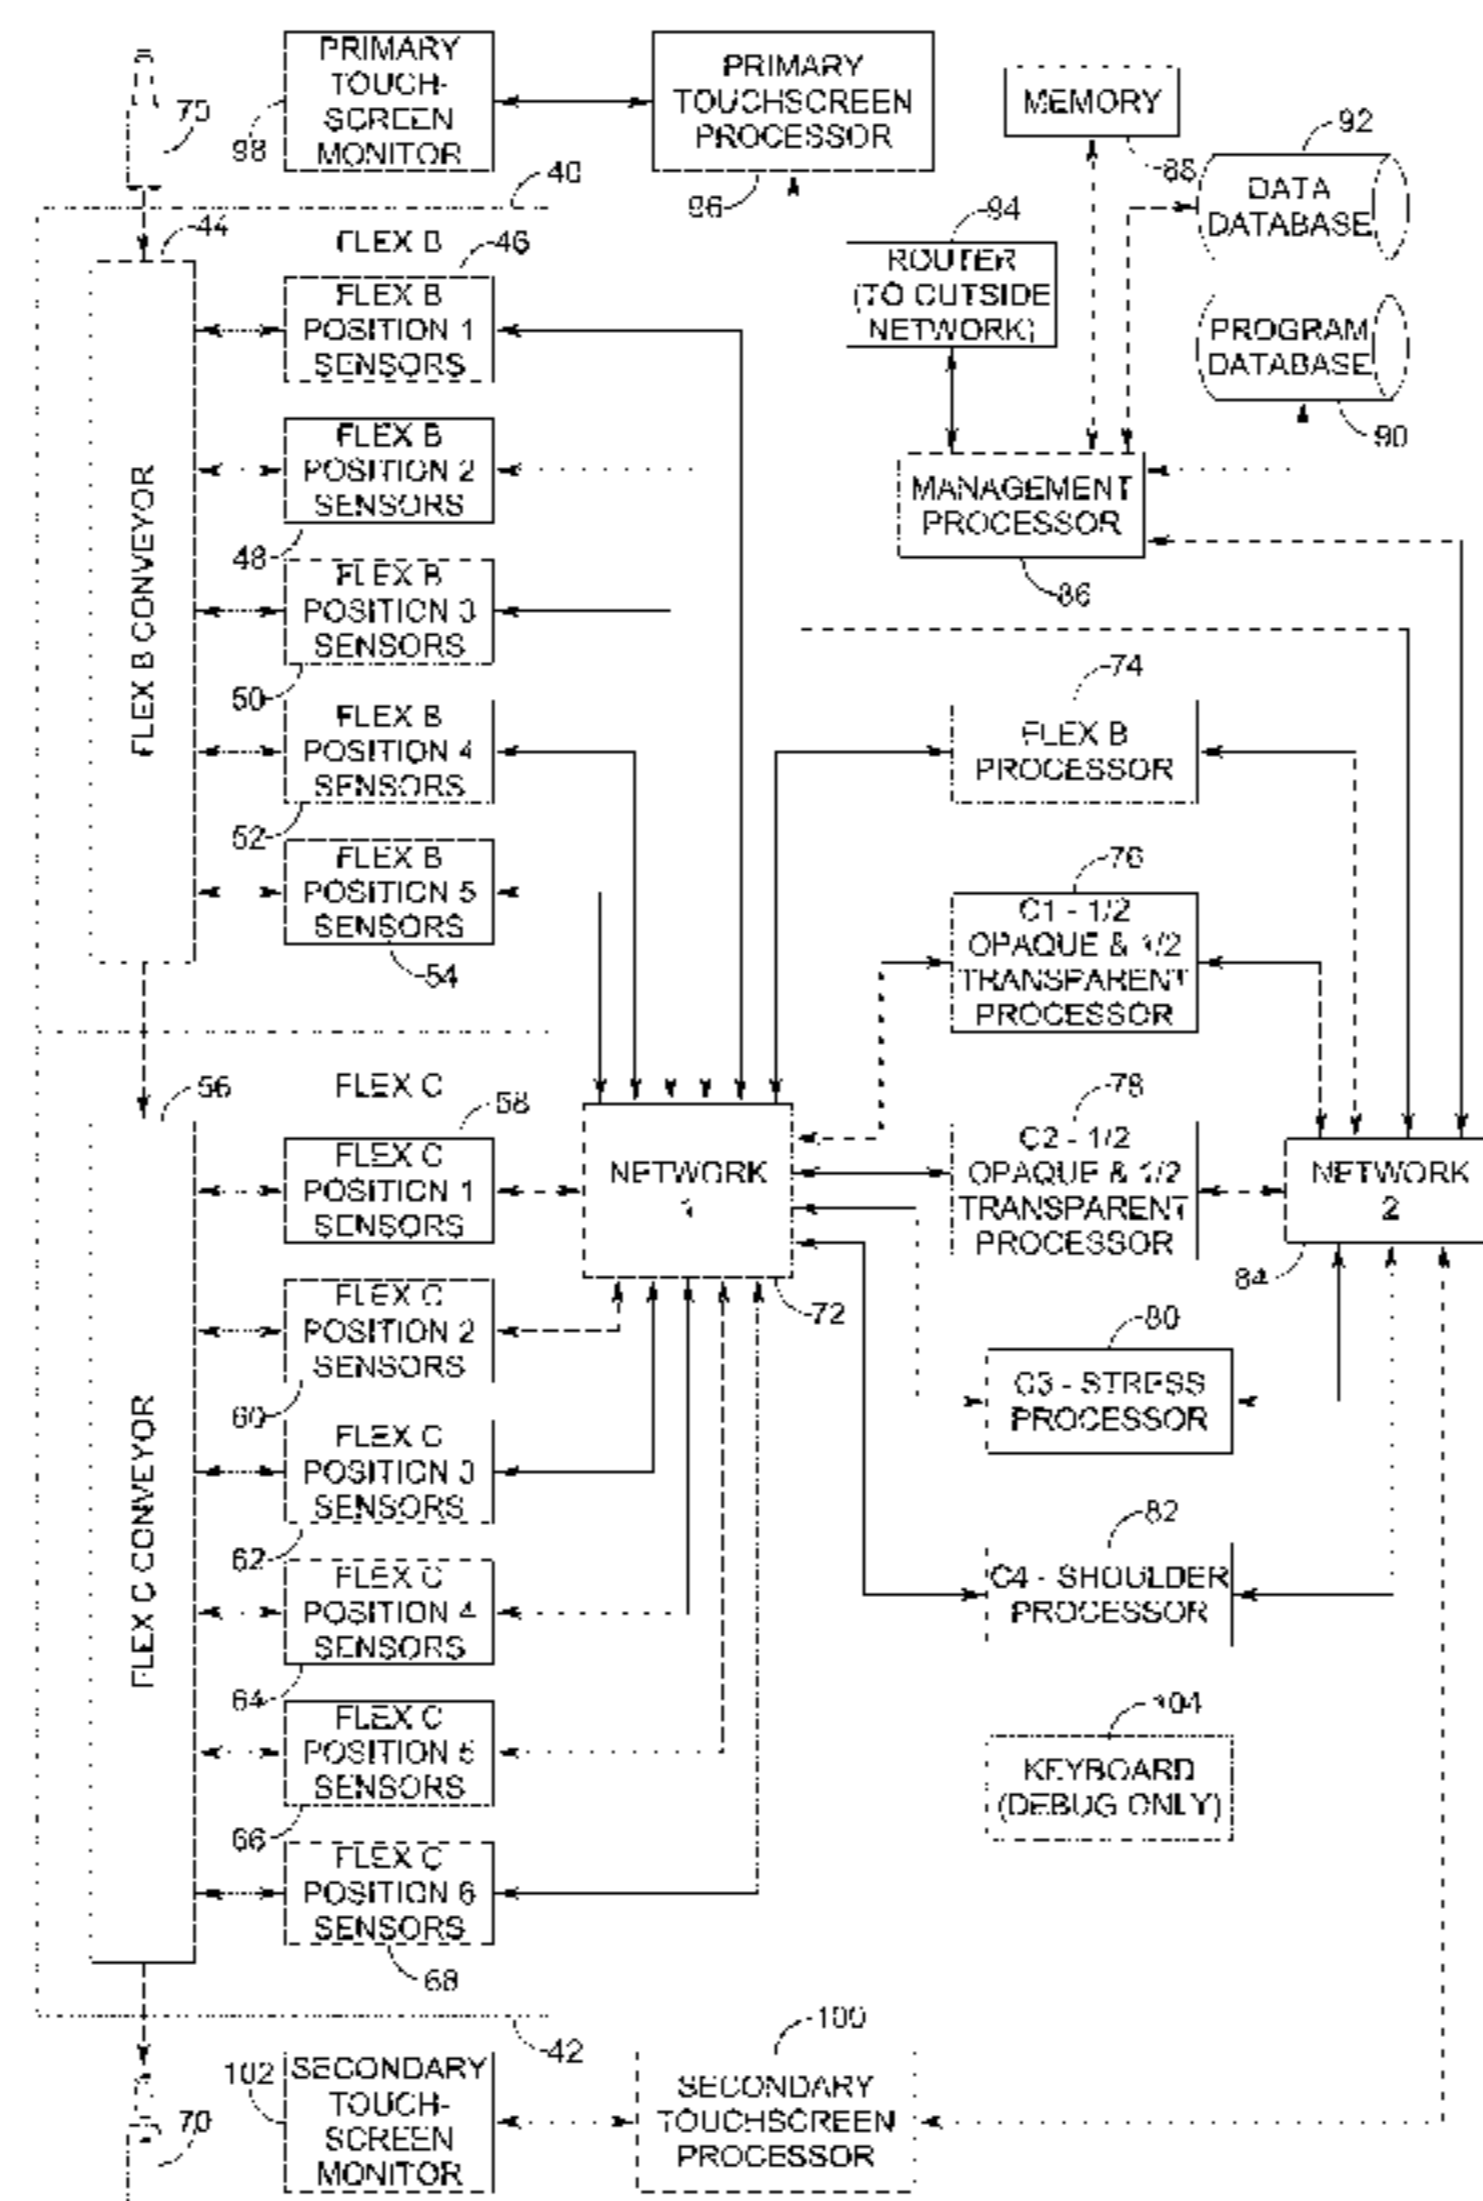 PRIMARY
TOUCH-
SCREEN
MONITOR
98
PRIMARY
TOUCHSCREEN
PROCESSOR
96
MEMORY
88
DATA
DATABASE
92
PROGRAM
DATABASE
90
ROUTER
(TO OUTSIDE
NETWORK)
94
MANAGEMENT
PROCESSOR
86
70
40
44
FLEX B CONVEYOR
FLEX B
46
FLEX B
POSITION 1
SENSORS
FLEX B
POSITION 2
SENSORS
48
FLEX B
POSITION 3
SENSORS
50
FLEX B
POSITION 4
SENSORS
52
FLEX B
POSITION 5
SENSORS
54
74
FLEX B
PROCESSOR
76
C1 - 1/2
OPAQUE & 1/2
TRANSPARENT
PROCESSOR
78
C2 - 1/2
OPAQUE & 1/2
TRANSPARENT
PROCESSOR
NETWORK
1
72
NETWORK
2
84
80
C3 - STRESS
PROCESSOR
82
C4 - SHOULDER
PROCESSOR
104
KEYBOARD
(DEBUG ONLY)
56
FLEX C CONVEYOR
FLEX C
58
FLEX C
POSITION 1
SENSORS
FLEX C
POSITION 2
SENSORS
60
FLEX C
POSITION 3
SENSORS
62
FLEX C
POSITION 4
SENSORS
64
FLEX C
POSITION 5
SENSORS
66
FLEX C
POSITION 6
SENSORS
68
42
70
102
SECONDARY
TOUCH-
SCREEN
MONITOR
100
SECONDARY
TOUCHSCREEN
PROCESSOR